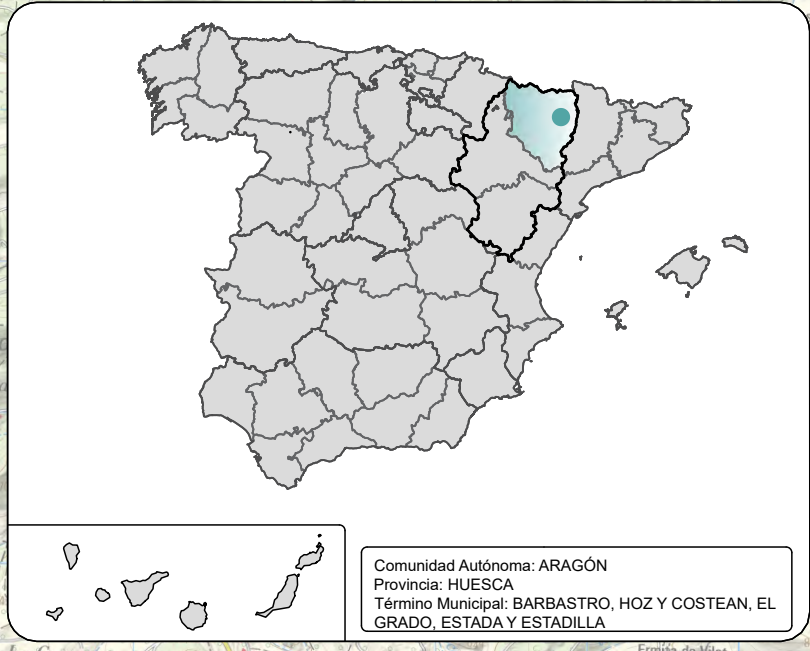 Comunidad Autónoma: ARAGÓN
Provincia: HUESCA
Término Municipal: BARBASTRO, HOZ Y COSTEAN, EL
GRADO, ESTADA Y ESTADILLA